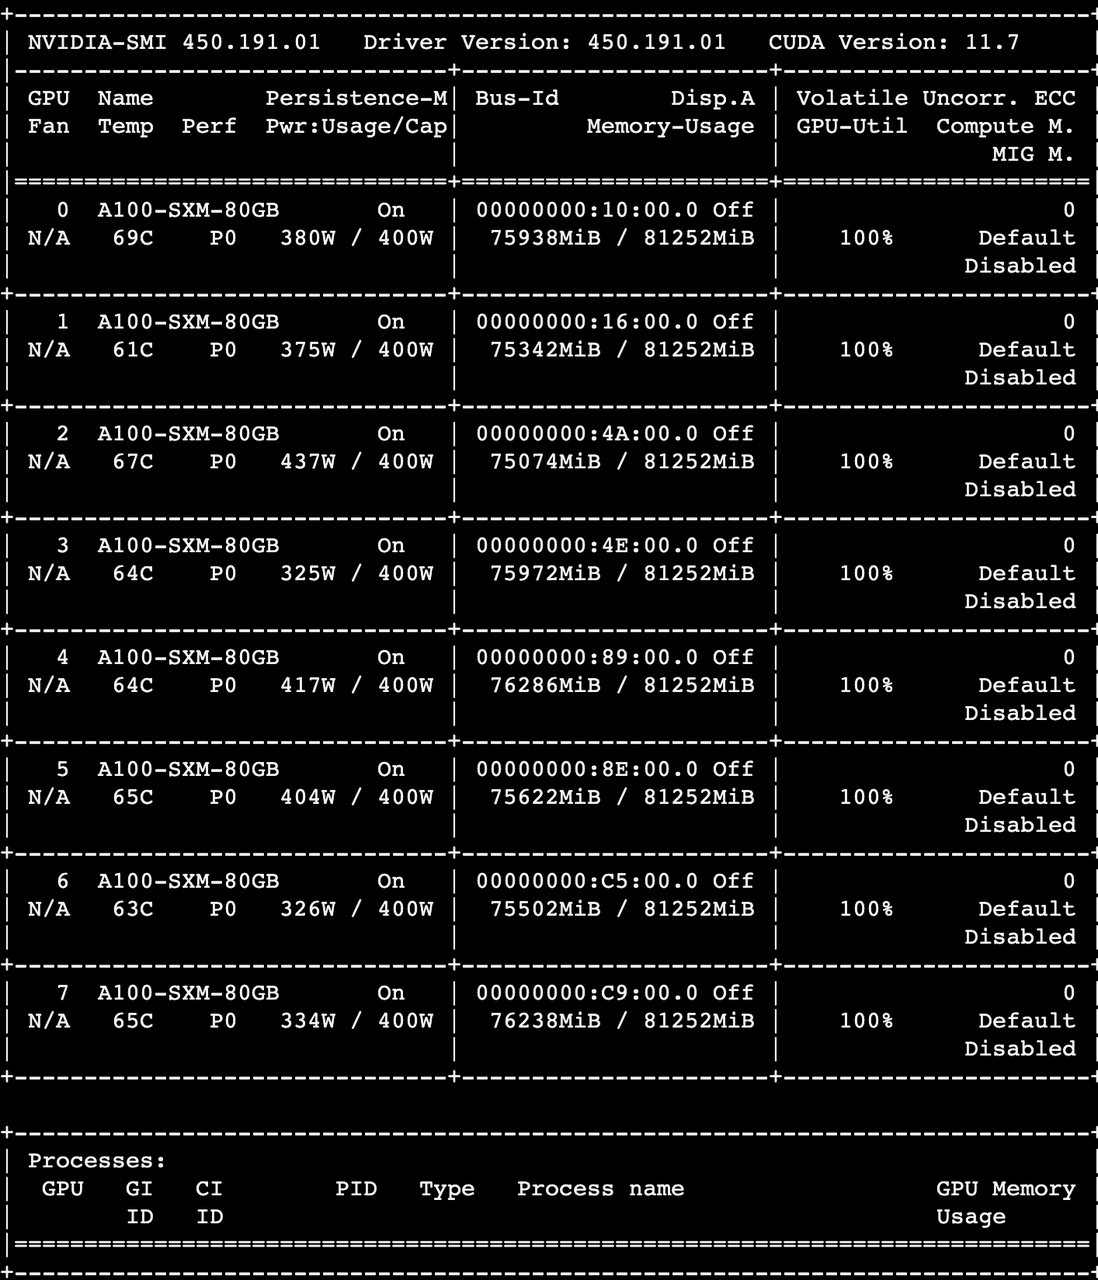 +-----------------------------------------------------------------------------+
| NVIDIA-SMI 450.191.01   Driver Version: 450.191.01   CUDA Version: 11.7     |
|-------------------------------+----------------------+----------------------+
| GPU  Name        Persistence-M| Bus-Id        Disp.A | Volatile Uncorr. ECC |
| Fan  Temp  Perf  Pwr:Usage/Cap|         Memory-Usage | GPU-Util  Compute M. |
|                               |                      |               MIG M. |
|===============================+======================+======================|
|   0  A100-SXM-80GB       On   | 00000000:10:00.0 Off |                    0 |
| N/A   69C    P0   380W / 400W |  75938MiB / 81252MiB |    100%      Default |
|                               |                      |             Disabled |
+-------------------------------+----------------------+----------------------+
|   1  A100-SXM-80GB       On   | 00000000:16:00.0 Off |                    0 |
| N/A   61C    P0   375W / 400W |  75342MiB / 81252MiB |    100%      Default |
|                               |                      |             Disabled |
+-------------------------------+----------------------+----------------------+
|   2  A100-SXM-80GB       On   | 00000000:4A:00.0 Off |                    0 |
| N/A   67C    P0   437W / 400W |  75074MiB / 81252MiB |    100%      Default |
|                               |                      |             Disabled |
+-------------------------------+----------------------+----------------------+
|   3  A100-SXM-80GB       On   | 00000000:4E:00.0 Off |                    0 |
| N/A   64C    P0   325W / 400W |  75972MiB / 81252MiB |    100%      Default |
|                               |                      |             Disabled |
+-------------------------------+----------------------+----------------------+
|   4  A100-SXM-80GB       On   | 00000000:89:00.0 Off |                    0 |
| N/A   64C    P0   417W / 400W |  76286MiB / 81252MiB |    100%      Default |
|                               |                      |             Disabled |
+-------------------------------+----------------------+----------------------+
|   5  A100-SXM-80GB       On   | 00000000:8E:00.0 Off |                    0 |
| N/A   65C    P0   404W / 400W |  75622MiB / 81252MiB |    100%      Default |
|                               |                      |             Disabled |
+-------------------------------+----------------------+----------------------+
|   6  A100-SXM-80GB       On   | 00000000:C5:00.0 Off |                    0 |
| N/A   63C    P0   326W / 400W |  75502MiB / 81252MiB |    100%      Default |
|                               |                      |             Disabled |
+-------------------------------+----------------------+----------------------+
|   7  A100-SXM-80GB       On   | 00000000:C9:00.0 Off |                    0 |
| N/A   65C    P0   334W / 400W |  76238MiB / 81252MiB |    100%      Default |
|                               |                      |             Disabled |
+-------------------------------+----------------------+----------------------+

+-----------------------------------------------------------------------------+
| Processes:                                                                  |
|  GPU   GI   CI        PID   Type   Process name                  GPU Memory |
|        ID   ID                                                   Usage      |
|=============================================================================|
+-----------------------------------------------------------------------------+